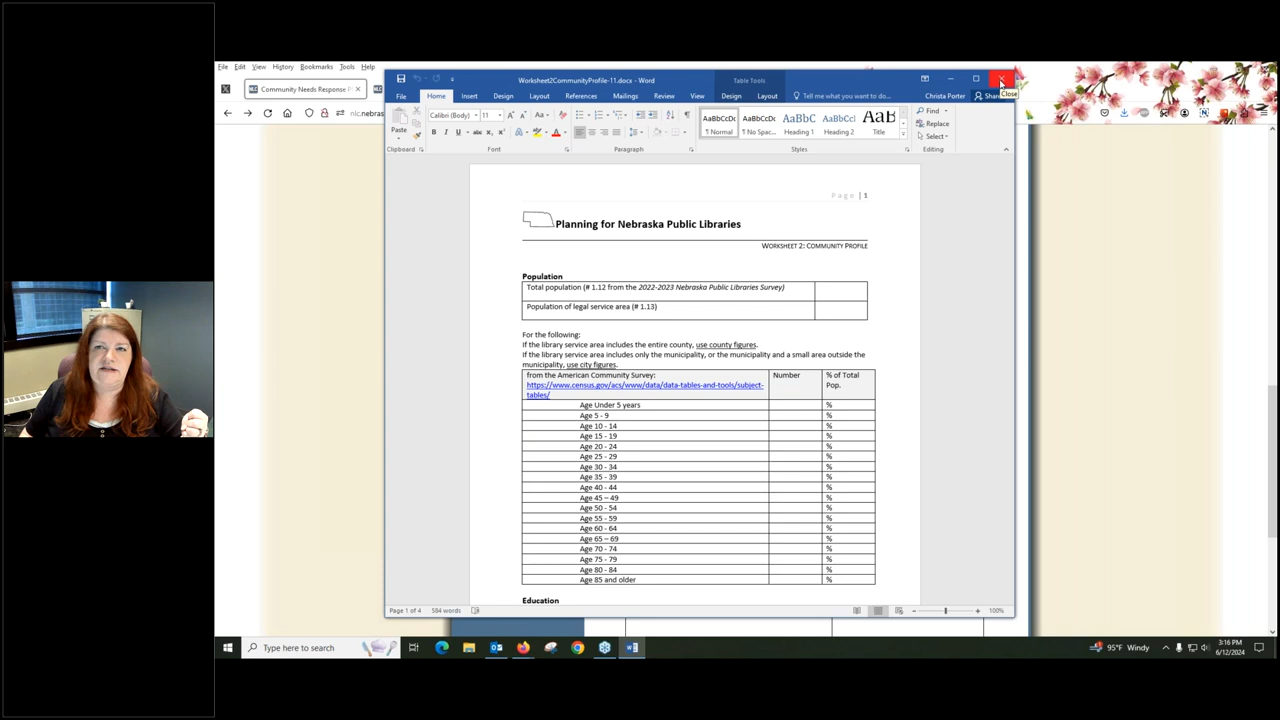 File Edit View History Bookmarks Tools Help
Community Needs Response P
nlc.nebras
Worksheet2CommunityProfile-11.docx - Word
Table Tools
Close
File Home Insert Design Layout References Mailings Review View Design Layout Tell me what you want to do... Christa Porter Share
Paste
Calibri (Body) 11
AaBbCcDc AaBbCcDc AaBbC AaBbCcI AaB
¶ Normal ¶ No Spac... Heading 1 Heading 2 Title
Find
Replace
Select
Clipboard Font Paragraph Styles Editing
Page | 1
Planning for Nebraska Public Libraries
WORKSHEET 2: COMMUNITY PROFILE
Population
Total population (# 1.12 from the 2022-2023 Nebraska Public Libraries Survey)
Population of legal service area (# 1.13)
For the following:
If the library service area includes the entire county, use county figures.
If the library service area includes only the municipality, or the municipality and a small area outside the
municipality, use city figures.
from the American Community Survey: Number % of Total
https://www.census.gov/acs/www/data/data-tables-and-tools/subject- Pop.
tables/
Age Under 5 years %
Age 5 - 9 %
Age 10 - 14 %
Age 15 - 19 %
Age 20 - 24 %
Age 25 - 29 %
Age 30 - 34 %
Age 35 - 39 %
Age 40 - 44 %
Age 45 – 49 %
Age 50 - 54 %
Age 55 - 59 %
Age 60 - 64 %
Age 65 – 69 %
Age 70 - 74 %
Age 75 - 79 %
Age 80 - 84 %
Age 85 and older %
Education
Page 1 of 4 584 words 100%
Type here to search
95°F Windy
3:16 PM
6/12/2024